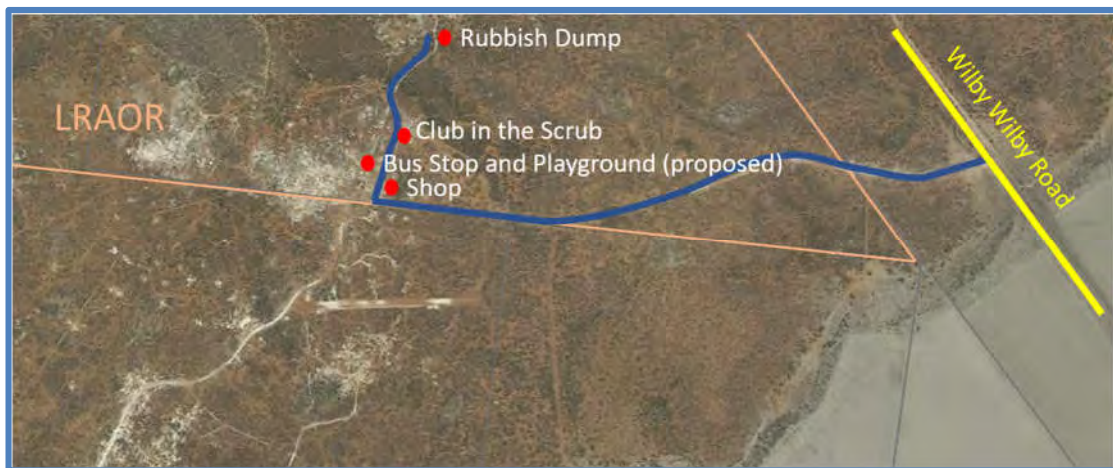 Rubbish Dump
LRAOR
Club in the Scrub
Bus Stop and Playground (proposed)
Shop
Wilby Wilby Road